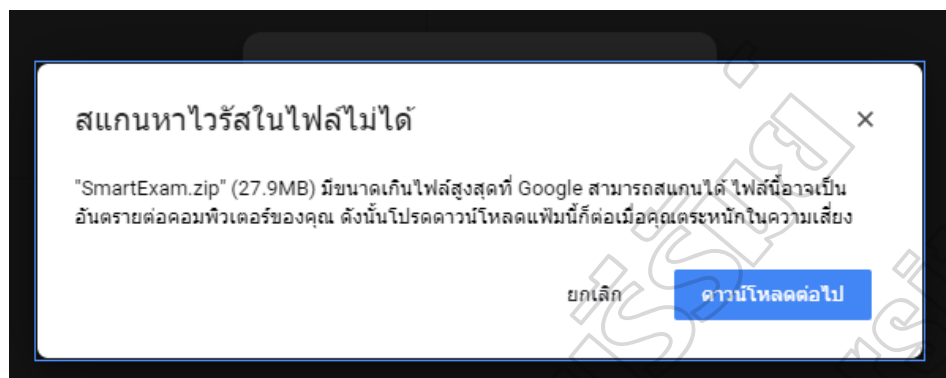 สแกนหาไวรัสในไฟล์ไม่ได้
"SmartExam.zip" (27.9MB) มีขนาดเกินไฟล์สูงสุดที่ Google สามารถสแกนได้ ไฟล์นี้อาจเป็น
อันตรายต่อคอมพิวเตอร์ของคุณ ดังนั้นโปรดดาวน์โหลดแฟ้มนี้ก็ต่อเมื่อคุณตระหนักในความเสี่ยง
ยกเลิก ดาวน์โหลดต่อไป